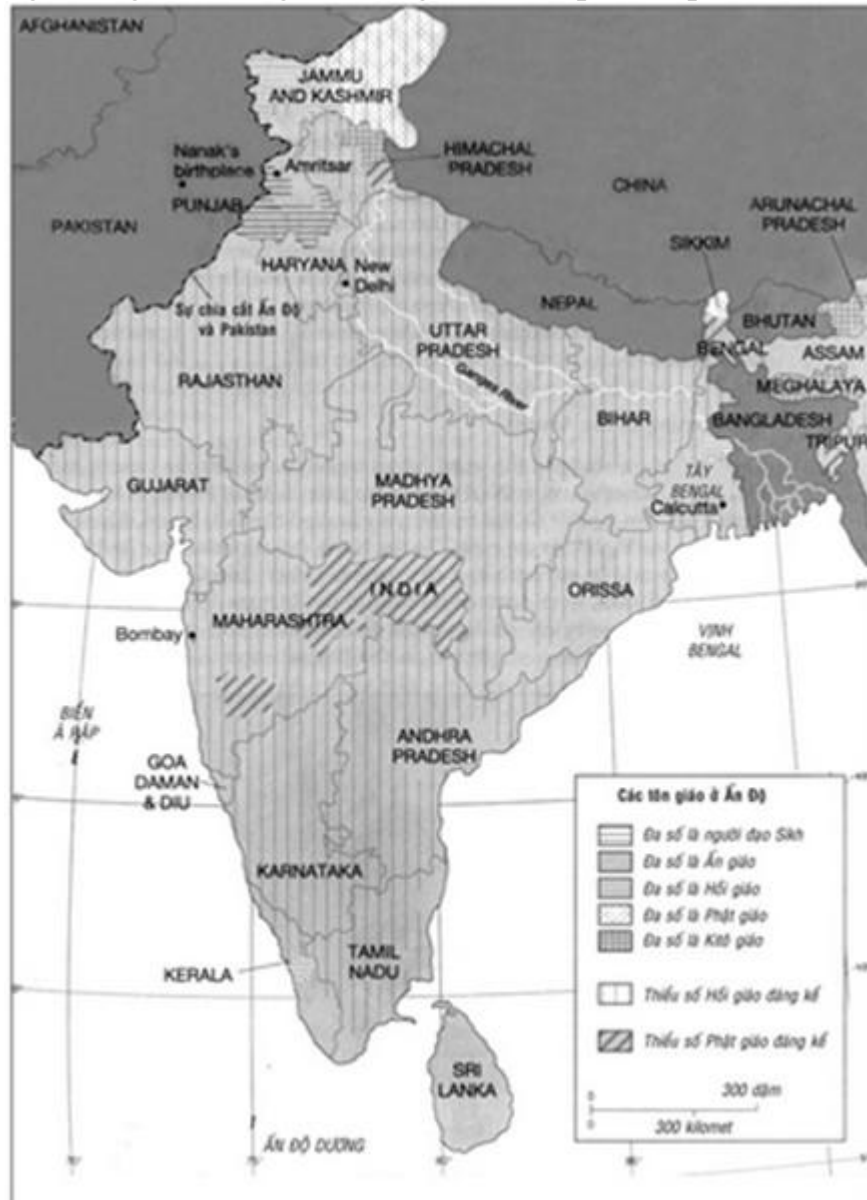 AFGHANISTAN
JAMMU
AND KASHMIR
Nanak's
birthplace
Amritsar
HIMACHAL
PRADESH
PUNJAB
PAKISTAN
CHINA
ARUNACHAL
PRADESH
SIKKIM
HARYANA
New
Delhi
Sự chia cắt Ấn Độ
và Pakistan
NEPAL
BHUTAN
UTTAR
PRADESH
BENGAL
ASSAM
RAJASTHAN
Ganges River
MEGHALAYA
BIHAR
BANGLADESH
TRIPUR
GUJARAT
MADHYA
PRADESH
TÂY
BENGAL
Calcutta
INDIA
ORISSA
MAHARASHTRA
Bombay
VỊNH
BENGAL
BIỂN
Ả RẬP
ANDHRA
PRADESH
GOA
DAMAN
& DIU
Các tôn giáo ở Ấn Độ
Đa số là người đạo Sikh
Đa số là Ấn giáo
Đa số là Hồi giáo
Đa số là Phật giáo
Đa số là Kitô giáo
Thiểu số Hồi giáo đáng kể
Thiểu số Phật giáo đáng kể
300 dặm
300 kilomet
KARNATAKA
TAMIL
NADU
KERALA
SRI
LANKA
ẤN ĐỘ DƯƠNG